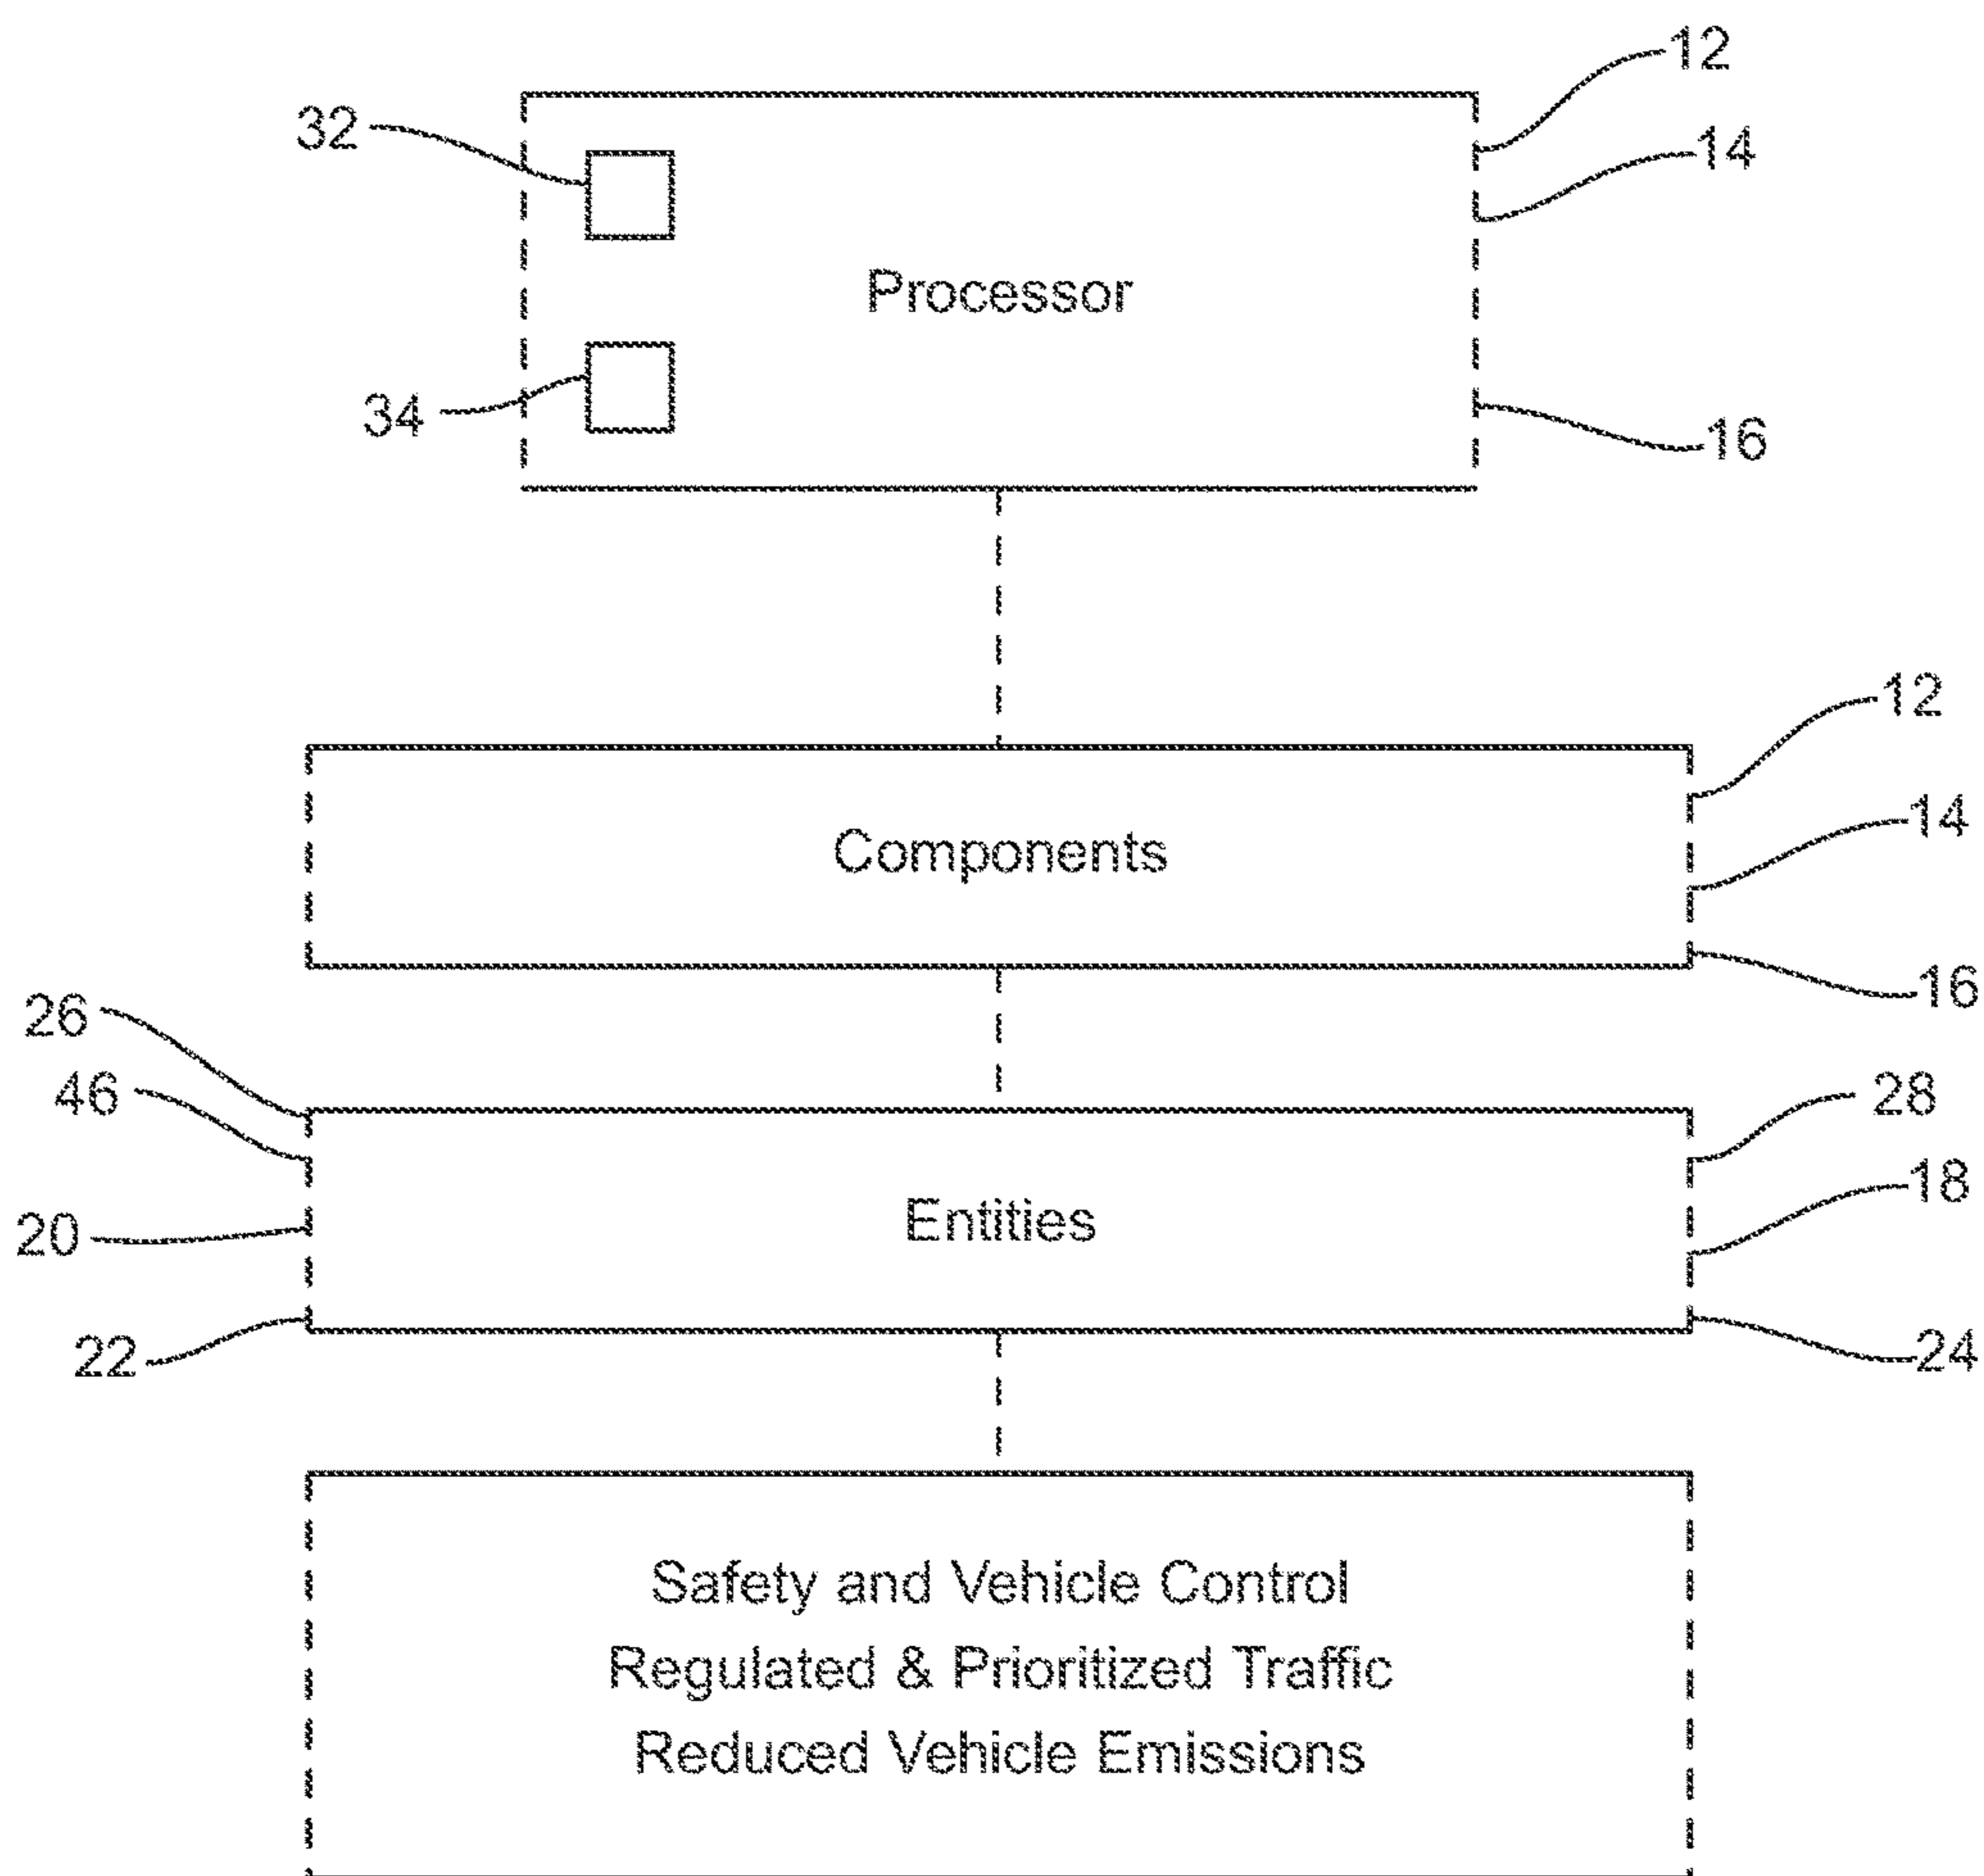 12
32
14
Processor
34
16
12
14
Components
16
26
46
28
18
20
Entities
22
24
Safety and Vehicle Control
Regulated & Prioritized Traffic
Reduced Vehicle Emissions